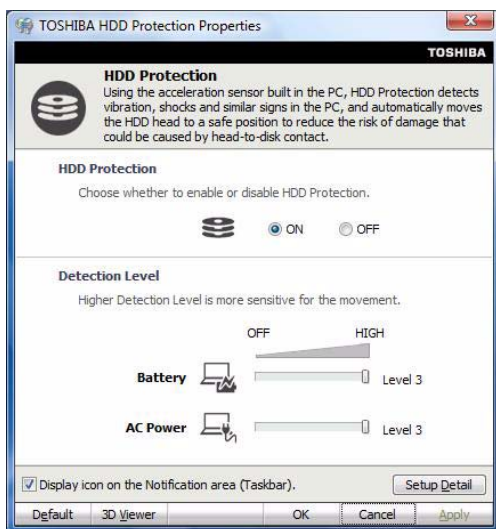 TOSHIBA HDD Protection Properties
TOSHIBA
HDD Protection
Using the acceleration sensor built in the PC, HDD Protection detects
vibration, shocks and similar signs in the PC, and automatically moves
the HDD head to a safe position to reduce the risk of damage that
could be caused by head-to-disk contact.
HDD Protection
Choose whether to enable or disable HDD Protection.
ON OFF
Detection Level
Higher Detection Level is more sensitive for the movement.
OFF HIGH
Battery Level 3
AC Power Level 3
Display icon on the Notification area (Taskbar). Setup Detail
Default 3D Viewer OK Cancel Apply